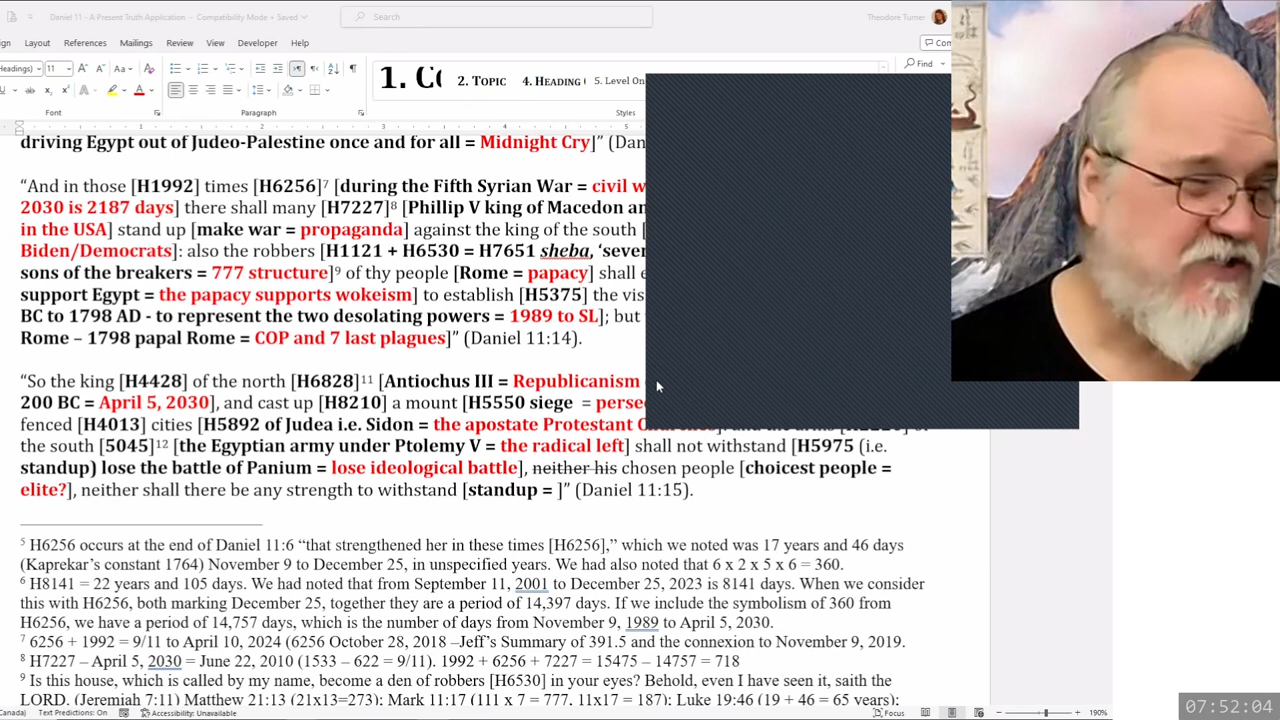 Daniel 11 - A Present Truth Application - Compatibility Mode • Saved
Search
Theodore Turner
ign Layout References Mailings Review View Developer Help
Com
Headings) 11
1. Co 2. TOPIC 4. HEADING 5. Level On
Find
Font Paragraph Styles
1 2 3 4 5
driving Egypt out of Judeo-Palestine once and for all = Midnight Cry]” (Dan
“And in those [H1992] times [H6256]7 [during the Fifth Syrian War = civil w
2030 is 2187 days] there shall many [H7227]8 [Phillip V king of Macedon an
in the USA] stand up [make war = propaganda] against the king of the south [
Biden/Democrats]: also the robbers [H1121 + H6530 = H7651 sheba, ‘seven
sons of the breakers = 777 structure]9 of thy people [Rome = papacy] shall e
support Egypt = the papacy supports wokeism] to establish [H5375] the vis
BC to 1798 AD - to represent the two desolating powers = 1989 to SL]; but
Rome – 1798 papal Rome = COP and 7 last plagues]” (Daniel 11:14).
“So the king [H4428] of the north [H6828]11 [Antiochus III = Republicanism
200 BC = April 5, 2030], and cast up [H8210] a mount [H5550 siege = perse
fenced [H4013] cities [H5892 of Judea i.e. Sidon = the apostate Protestant
the south [5045]12 [the Egyptian army under Ptolemy V = the radical left] shall not withstand [H5975 (i.e.
standup) lose the battle of Panium = lose ideological battle], neither his chosen people [choicest people =
elite?], neither shall there be any strength to withstand [standup = ]” (Daniel 11:15).
5 H6256 occurs at the end of Daniel 11:6 “that strengthened her in these times [H6256],” which we noted was 17 years and 46 days
(Kaprekar’s constant 1764) November 9 to December 25, in unspecified years. We had also noted that 6 x 2 x 5 x 6 = 360.
6 H8141 = 22 years and 105 days. We had noted that from September 11, 2001 to December 25, 2023 is 8141 days. When we consider
this with H6256, both marking December 25, together they are a period of 14,397 days. If we include the symbolism of 360 from
H6256, we have a period of 14,757 days, which is the number of days from November 9, 1989 to April 5, 2030.
7 6256 + 1992 = 9/11 to April 10, 2024 (6256 October 28, 2018 –Jeff’s Summary of 391.5 and the connexion to November 9, 2019.
8 H7227 – April 5, 2030 = June 22, 2010 (1533 – 622 = 9/11). 1992 + 6256 + 7227 = 15475 – 14757 = 718
9 Is this house, which is called by my name, become a den of robbers [H6530] in your eyes? Behold, even I have seen it, saith the
LORD. (Jeremiah 7:11) Matthew 21:13 (21x13=273); Mark 11:17 (111 x 7 = 777, 11x17 = 187); Luke 19:46 (19 + 46 = 65 years);
Canada) Text Predictions: On Accessibility: Unavailable Focus 190%
07:52:04